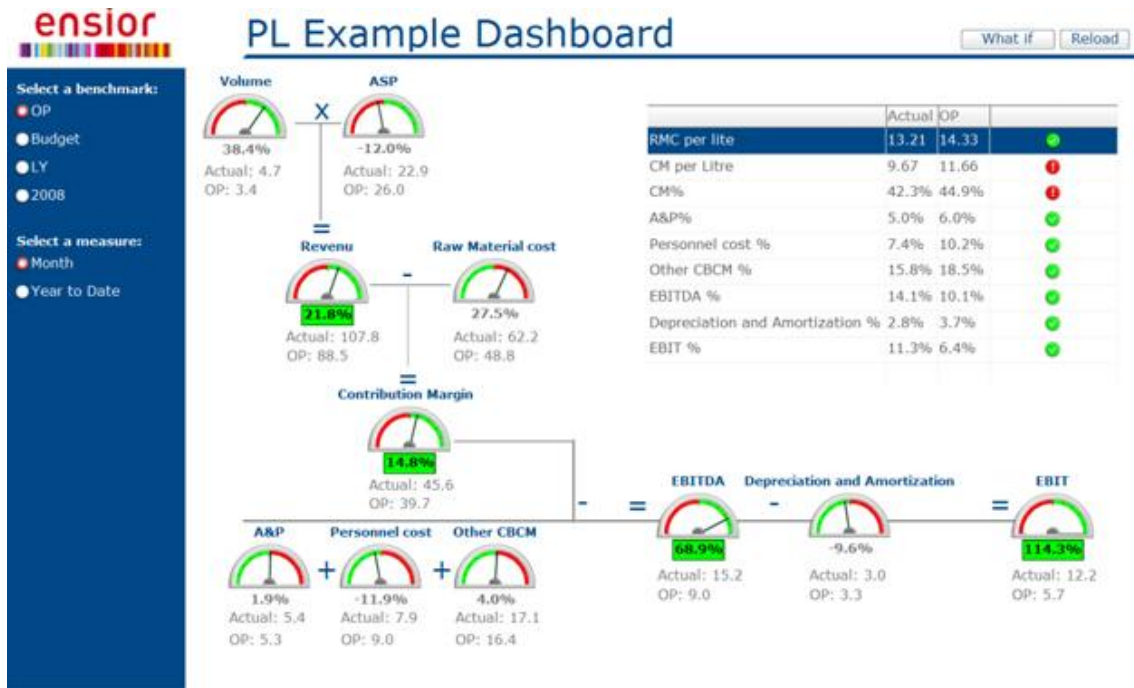 ensior
PL Example Dashboard
What if
Reload
Select a benchmark:
OP
Budget
LY
2008
Select a measure:
Month
Year to Date
Volume
38.4%
Actual: 4.7
OP: 3.4
x
ASP
-12.0%
Actual: 22.9
OP: 26.0
=
Revenu
21.8%
Actual: 107.8
OP: 88.5
-
Raw Material cost
27.5%
Actual: 62.2
OP: 48.8
=
Contribution Margin
14.8%
Actual: 45.6
OP: 39.7
Actual OP
RMC per lite 13.21 14.33
CM per Litre 9.67 11.66
CM% 42.3% 44.9%
A&P% 5.0% 6.0%
Personnel cost % 7.4% 10.2%
Other CBCM % 15.8% 18.5%
EBITDA % 14.1% 10.1%
Depreciation and Amortization % 2.8% 3.7%
EBIT % 11.3% 6.4%
A&P
1.9%
Actual: 5.4
OP: 5.3
+
Personnel cost
-11.9%
Actual: 7.9
OP: 9.0
+
Other CBCM
4.0%
Actual: 17.1
OP: 16.4
-
=
EBITDA
68.9%
Actual: 15.2
OP: 9.0
-
Depreciation and Amortization
-9.6%
Actual: 3.0
OP: 3.3
=
EBIT
114.3%
Actual: 12.2
OP: 5.7